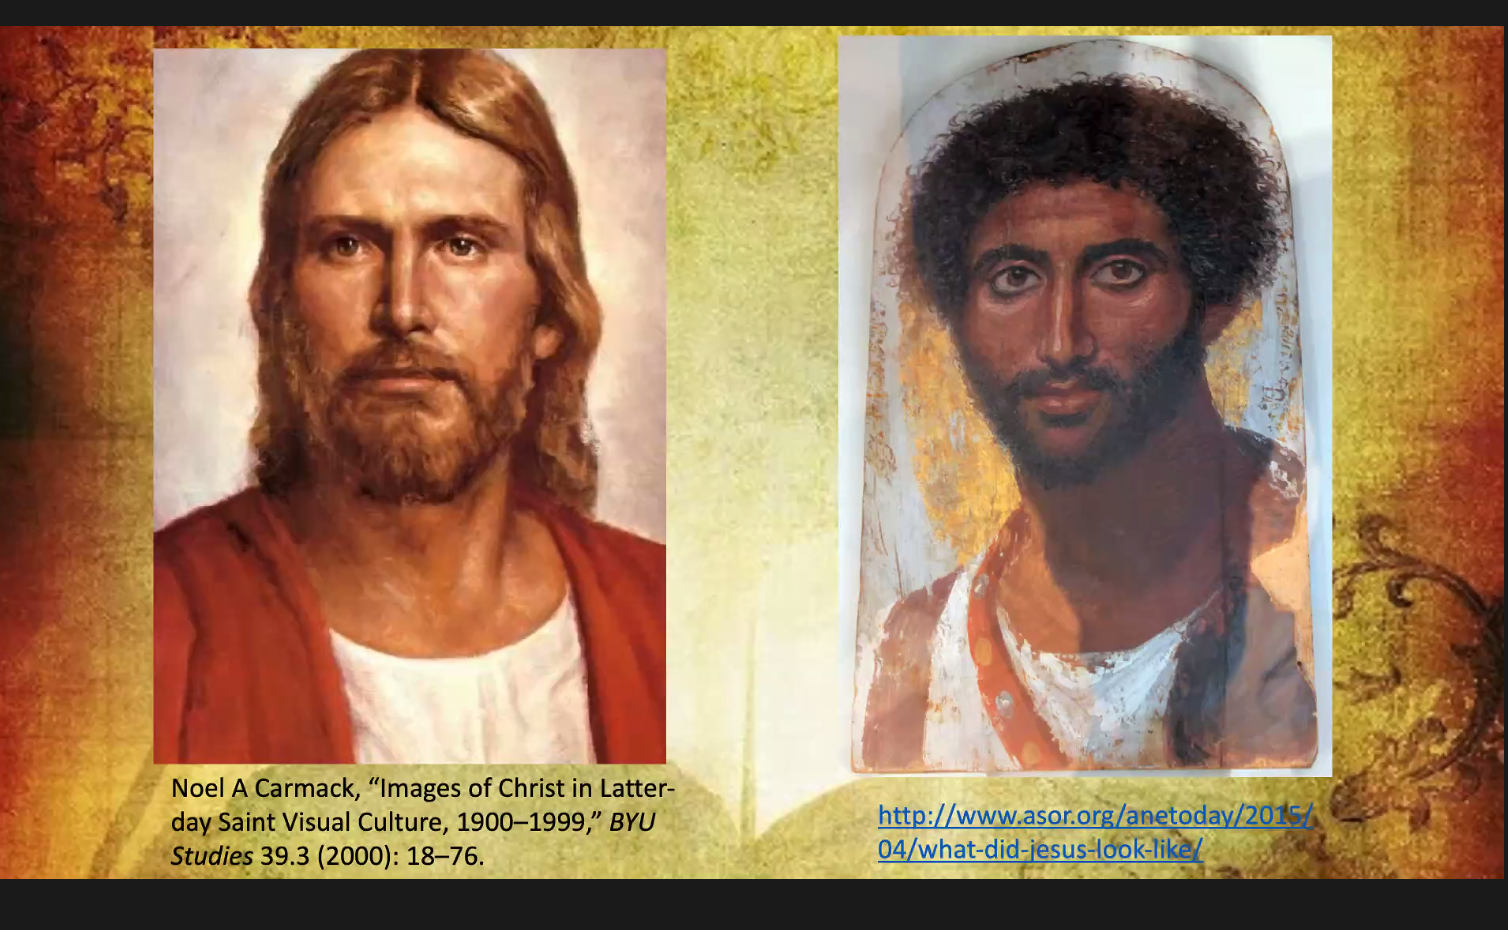 Noel A Carmack, “Images of Christ in Latter-
day Saint Visual Culture, 1900–1999,” BYU
Studies 39.3 (2000): 18–76.
http://www.asor.org/anetoday/2015/
04/what-did-jesus-look-like/